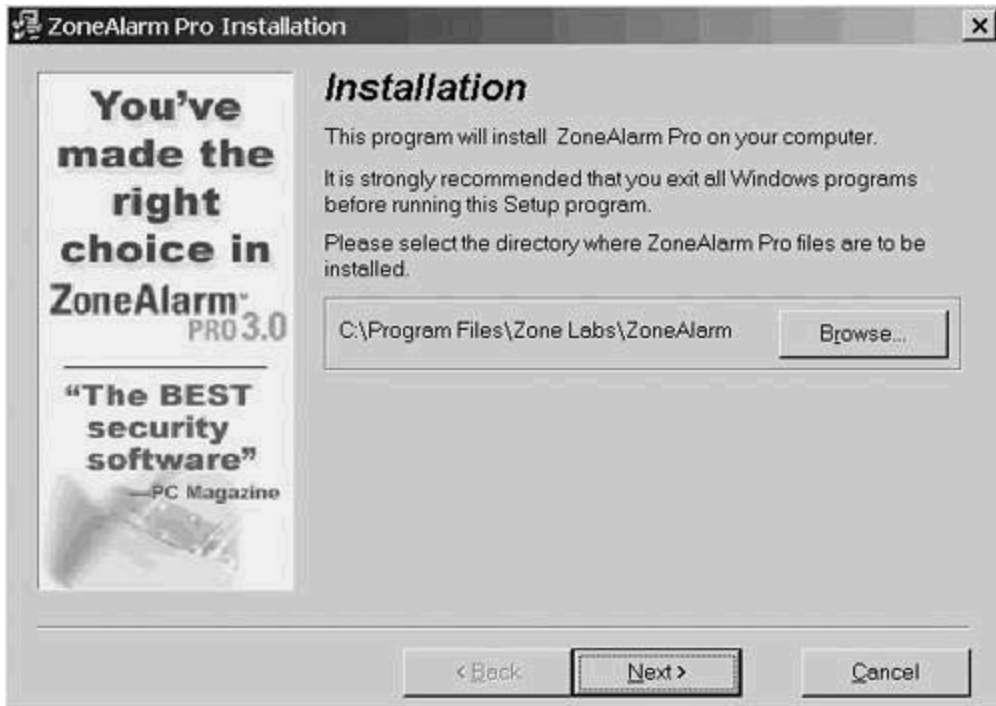 ZoneAlarm Pro Installation
You've
made the
right
choice in
ZoneAlarm™
PRO 3.0
“The BEST
security
software”
—PC Magazine
Installation
This program will install ZoneAlarm Pro on your computer.
It is strongly recommended that you exit all Windows programs
before running this Setup program.
Please select the directory where ZoneAlarm Pro files are to be
installed.
C:\Program Files\Zone Labs\ZoneAlarm
Browse...
< Back
Next >
Cancel